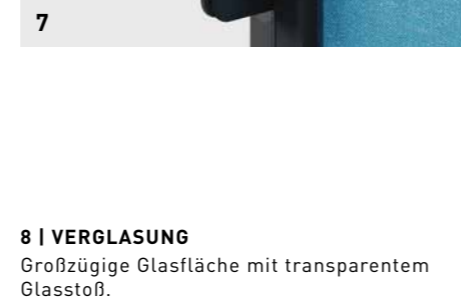 7
8 | VERGLASUNG
Großzügige Glasfläche mit transparentem
Glasstoß.